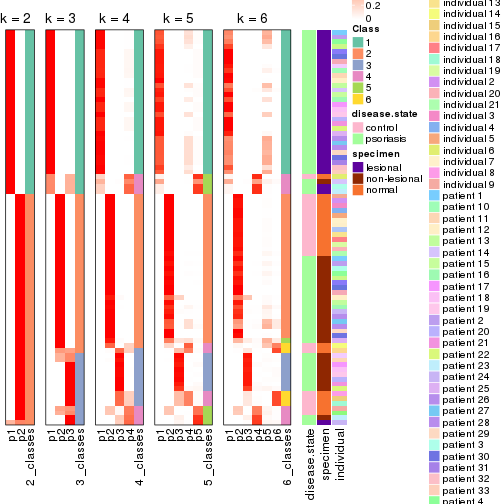 k = 2
k = 3
k = 4
k = 5
k = 6
0.2
0
Class
1
2
3
4
5
6
disease.state
control
psoriasis
specimen
lesional
non-lesional
normal
individual 13
individual 14
individual 15
individual 16
individual 17
individual 18
individual 19
individual 2
individual 20
individual 21
individual 3
individual 4
individual 5
individual 6
individual 7
individual 8
individual 9
patient 1
patient 10
patient 11
patient 12
patient 13
patient 14
patient 15
patient 16
patient 17
patient 18
patient 19
patient 2
patient 20
patient 21
patient 22
patient 23
patient 24
patient 25
patient 26
patient 27
patient 28
patient 29
patient 3
patient 30
patient 31
patient 32
patient 33
patient 4
p1
p2
2_classes
p1
p2
p3
3_classes
p1
p2
p3
p4
4_classes
p1
p2
p3
p4
p5
5_classes
p1
p2
p3
p4
p5
p6
6_classes
disease.state
specimen
individual